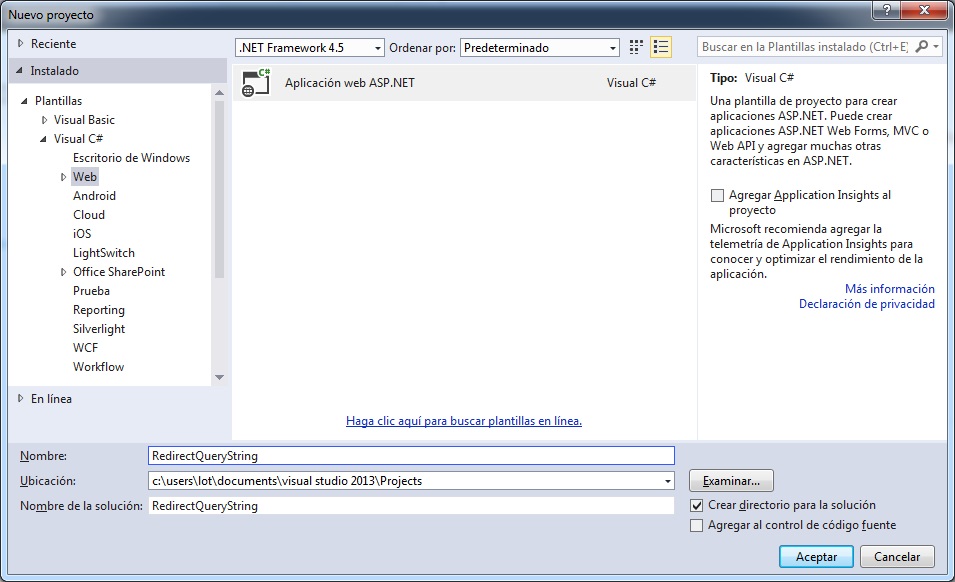 Nuevo proyecto
Reciente
Instalado
Plantillas
Visual Basic
Visual C#
Escritorio de Windows
Web
Android
Cloud
iOS
LightSwitch
Office SharePoint
Prueba
Reporting
Silverlight
WCF
Workflow
En línea
.NET Framework 4.5 Ordenar por: Predeterminado
C#
Aplicación web ASP.NET Visual C#
Haga clic aquí para buscar plantillas en línea.
Buscar en la Plantillas instalado (Ctrl+E)
Tipo: Visual C#
Una plantilla de proyecto para crear
aplicaciones ASP.NET. Puede crear
aplicaciones ASP.NET Web Forms, MVC o
Web API y agregar muchas otras
características en ASP.NET.
Agregar Application Insights al
proyecto
Microsoft recomienda agregar la
telemetría de Application Insights para
conocer y optimizar el rendimiento de la
aplicación.
Más información
Declaración de privacidad
Nombre: RedirectQueryString
Ubicación: c:\users\lot\documents\visual studio 2013\Projects Examinar...
Nombre de la solución: RedirectQueryString
Crear directorio para la solución
Agregar al control de código fuente
Aceptar Cancelar